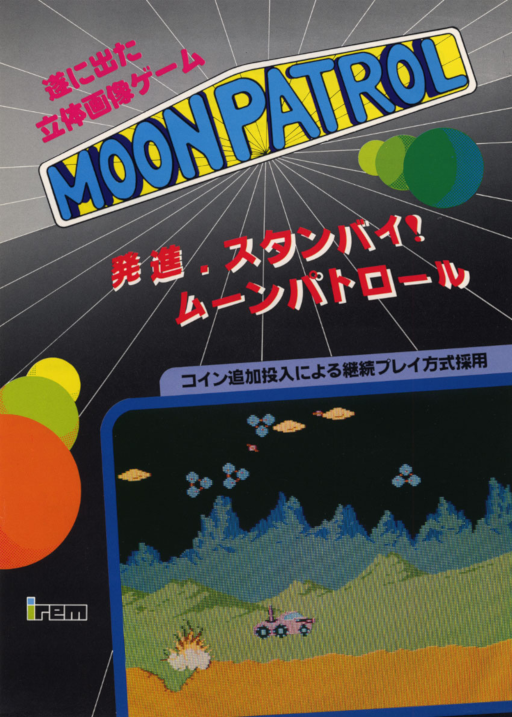 遂に出た
立体画像ゲーム
MOON PATROL
発進・スタンバイ!
ムーンパトロール
コイン追加投入による継続プレイ方式採用
irem